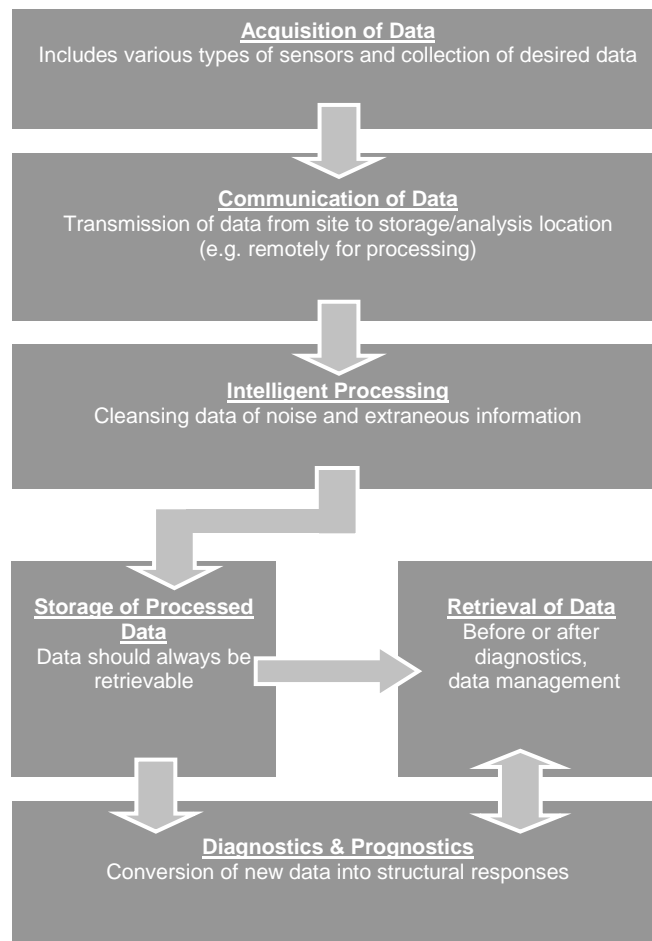 Acquisition of Data
Includes various types of sensors and collection of desired data
Communication of Data
Transmission of data from site to storage/analysis location
(e.g. remotely for processing)
Intelligent Processing
Cleansing data of noise and extraneous information
Storage of Processed
Data
Data should always be
retrievable
Retrieval of Data
Before or after
diagnostics,
data management
Diagnostics & Prognostics
Conversion of new data into structural responses